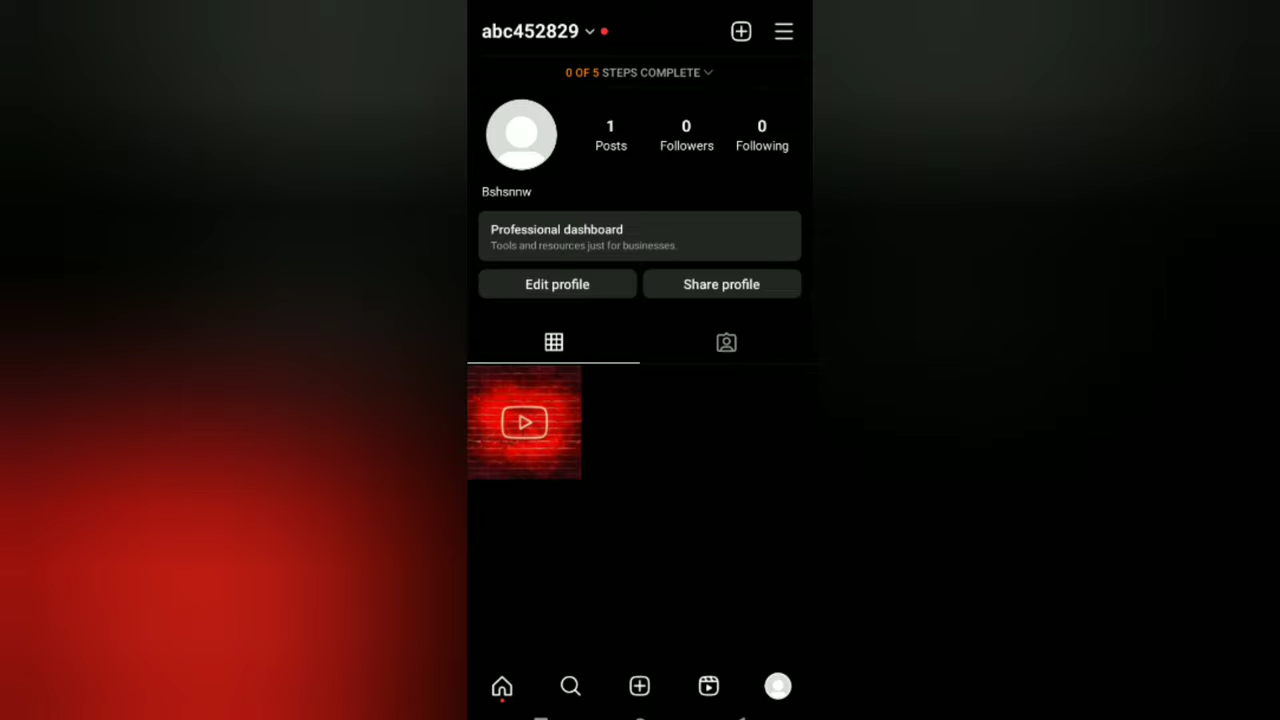 abc452829
0 OF 5 STEPS COMPLETE
1
Posts
0
Followers
0
Following
Bshsnnw
Professional dashboard
Tools and resources just for businesses.
Edit profile
Share profile